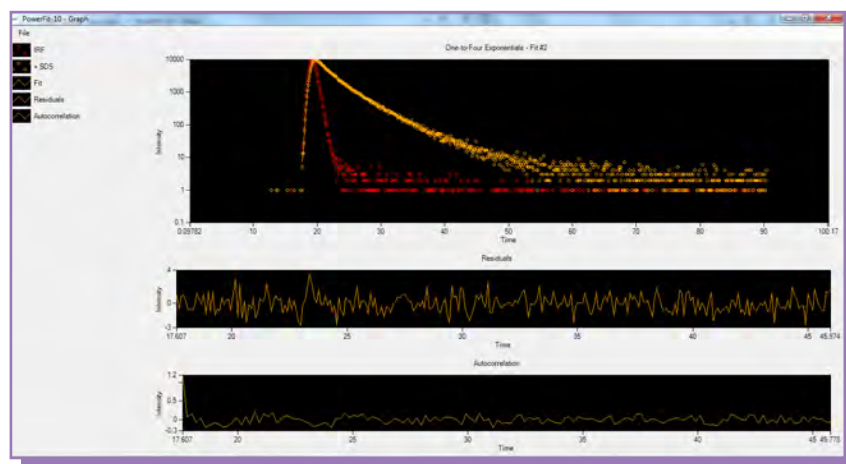 PowerFit-10 - Graph
File
IRF
+ SDS
Fit
Residuals
Autocorrelation
One-to-Four Exponentials - Fit #2
Intensity
10000
1000
100
10
1
0.1
0.09782 10 20 30 40 50 60 70 80 90 100.17
Time
Residuals
Intensity
4
0
-3
17.607 20 25 30 35 40 45 45.974
Time
Autocorrelation
Intensity
1.2
0.5
0
-0.3
17.607 20 25 30 35 40 45 45.775
Time